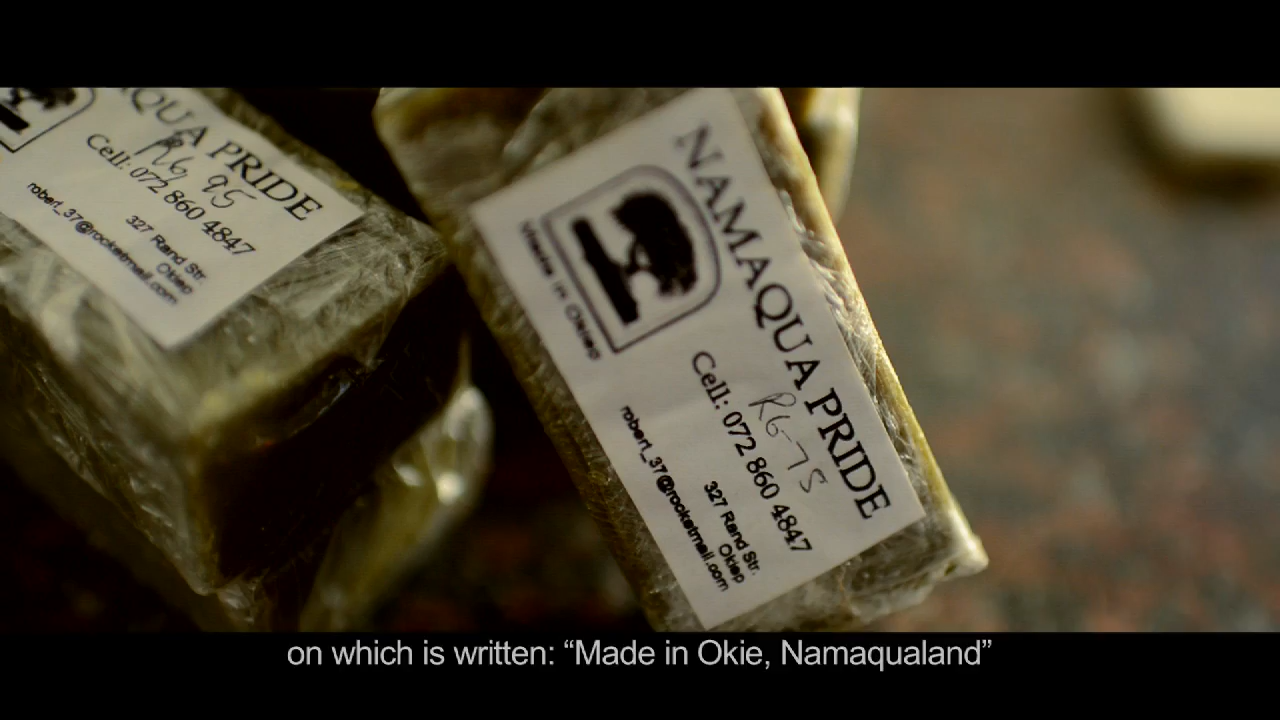 QUA PRIDE
R6,95
Cell: 072 860 4847
327 Rand Str.
Okiep
robert_37@rocketmail.com
NAMAQUA PRIDE
Made in Okiep
R6-75
Cell: 072 860 4847
327 Rand Str.
Okiep
robert_37@rocketmail.com
on which is written: “Made in Okie, Namaqualand”